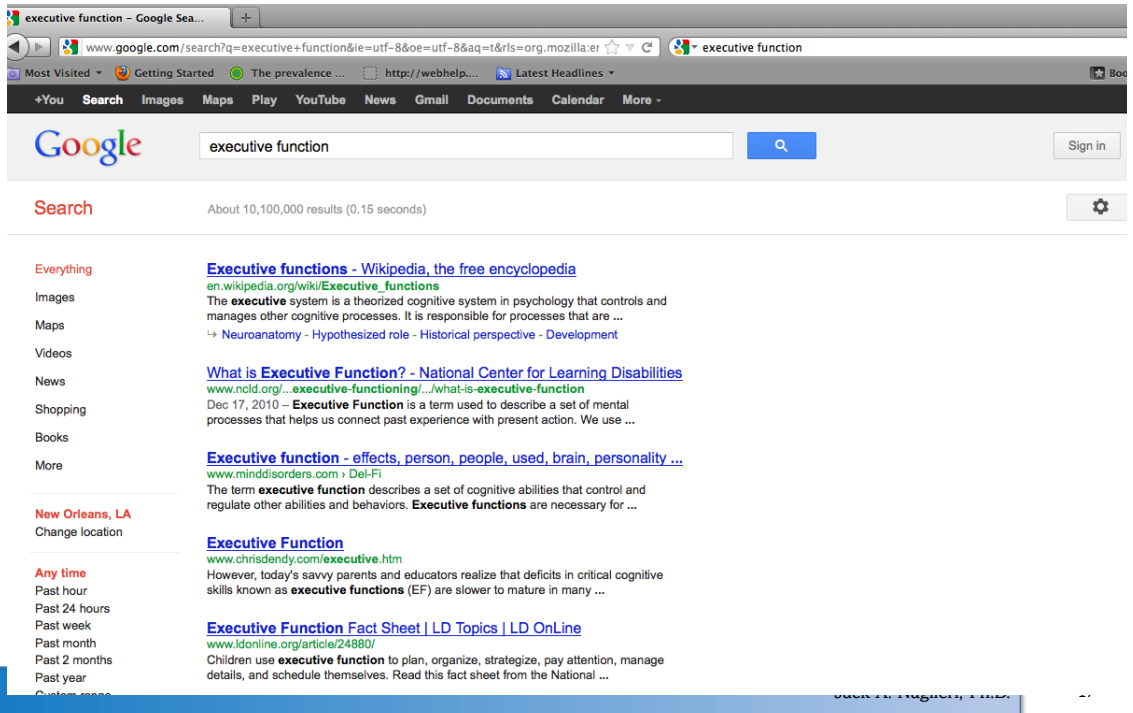 executive function - Google Sea...
www.google.com/search?q=executive+function&ie=utf-8&oe=utf-8&aq=t&rls=org.mozilla:er
executive function
Most Visited
Getting Started
The prevalence ...
http://webhelp....
Latest Headlines
Boo
+You Search Images Maps Play YouTube News Gmail Documents Calendar More
Google
executive function
Sign in
Search
About 10,100,000 results (0.15 seconds)
Everything
Images
Maps
Videos
News
Shopping
Books
More
New Orleans, LA
Change location
Any time
Past hour
Past 24 hours
Past week
Past month
Past 2 months
Past year
Custom range
Executive functions - Wikipedia, the free encyclopedia
en.wikipedia.org/wiki/Executive_functions
The executive system is a theorized cognitive system in psychology that controls and
manages other cognitive processes. It is responsible for processes that are ...
Neuroanatomy - Hypothesized role - Historical perspective - Development
What is Executive Function? - National Center for Learning Disabilities
www.ncld.org/...executive-functioning/.../what-is-executive-function
Dec 17, 2010 – Executive Function is a term used to describe a set of mental
processes that helps us connect past experience with present action. We use ...
Executive function - effects, person, people, used, brain, personality ...
www.minddisorders.com › Del-Fi
The term executive function describes a set of cognitive abilities that control and
regulate other abilities and behaviors. Executive functions are necessary for ...
Executive Function
www.chrisdendy.com/executive.htm
However, today's savvy parents and educators realize that deficits in critical cognitive
skills known as executive functions (EF) are slower to mature in many ...
Executive Function Fact Sheet | LD Topics | LD OnLine
www.ldonline.org/article/24880/
Children use executive function to plan, organize, strategize, pay attention, manage
details, and schedule themselves. Read this fact sheet from the National ...
Jack A. Naglieri, Ph.D.